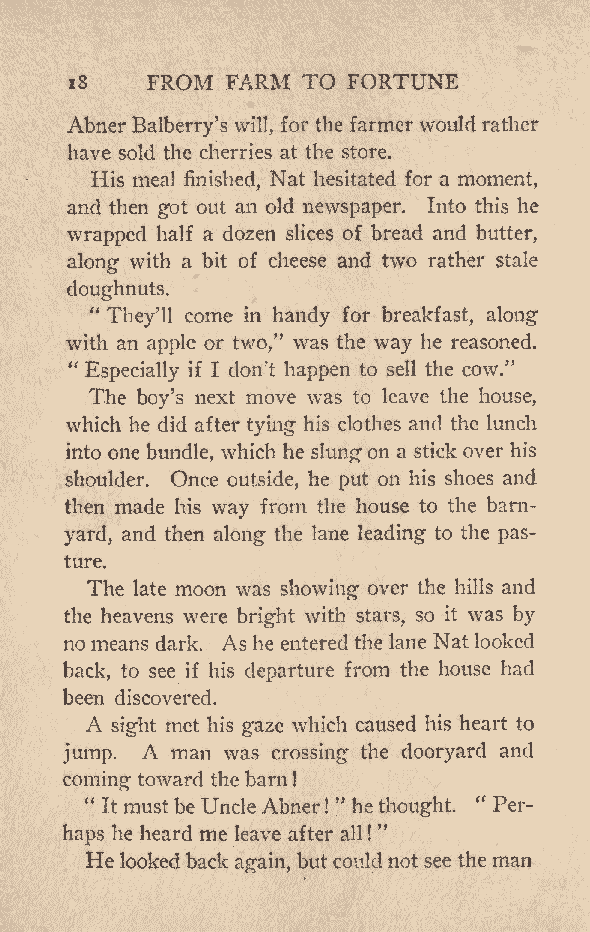 18 FROM FARM TO FORTUNE
Abner Balberry's will, for the farmer would rather
have sold the cherries at the store.
His meal finished, Nat hesitated for a moment,
and then got out an old newspaper. Into this he
wrapped half a dozen slices of bread and butter,
along with a bit of cheese and two rather stale
doughnuts.
“ They'll come in handy for breakfast, along
with an apple or two,” was the way he reasoned.
“ Especially if I don't happen to sell the cow.”
The boy's next move was to leave the house,
which he did after tying his clothes and the lunch
into one bundle, which he slung on a stick over his
shoulder. Once outside, he put on his shoes and
then made his way from the house to the barn-
yard, and then along the lane leading to the pas-
ture.
The late moon was showing over the hills and
the heavens were bright with stars, so it was by
no means dark. As he entered the lane Nat looked
back, to see if his departure from the house had
been discovered.
A sight met his gaze which caused his heart to
jump. A man was crossing the dooryard and
coming toward the barn!
“ It must be Uncle Abner! ” he thought. “ Per-
haps he heard me leave after all! ”
He looked back again, but could not see the man